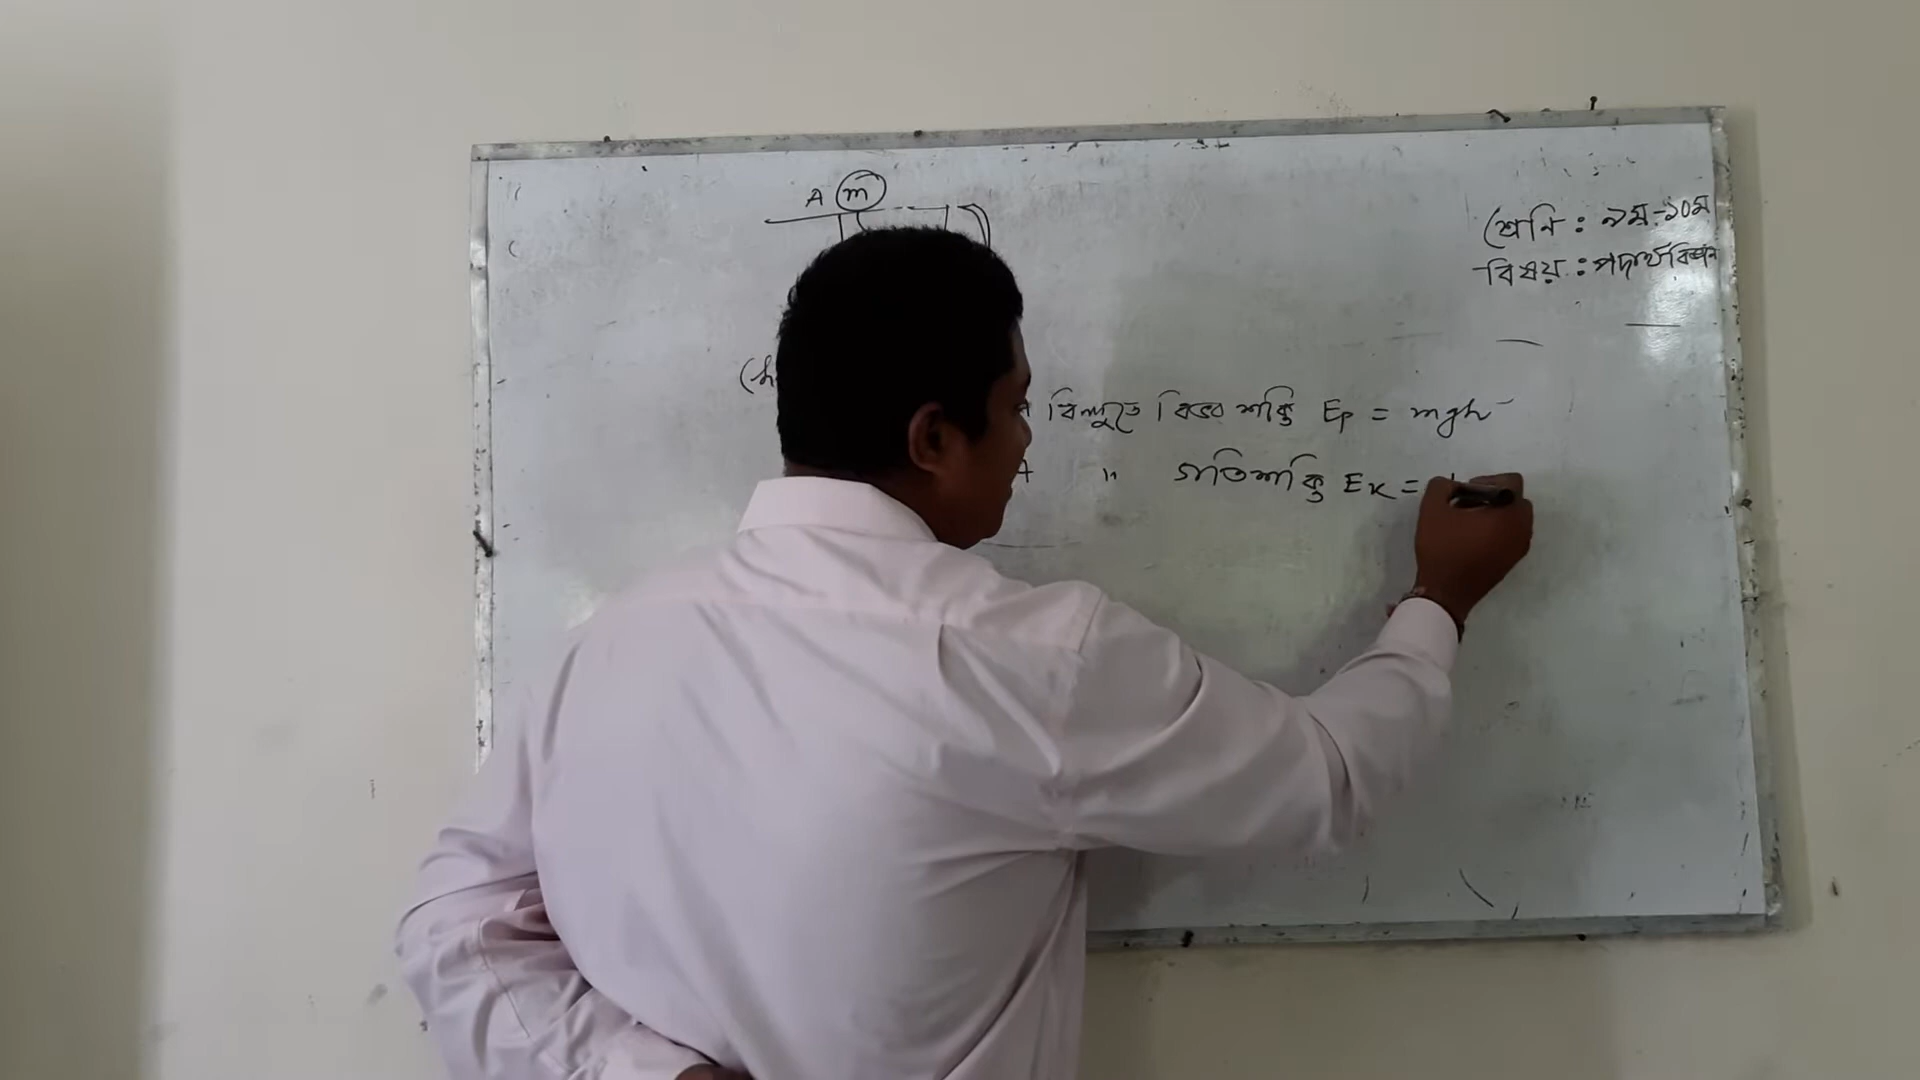 A m
শ্রেণি : ৯ম-১০ম
বিষয় : পদার্থবিজ্ঞান
(h
বিন্দুতে বিভব শক্তি Ep = mgh
A " গতিশক্তি Ek =